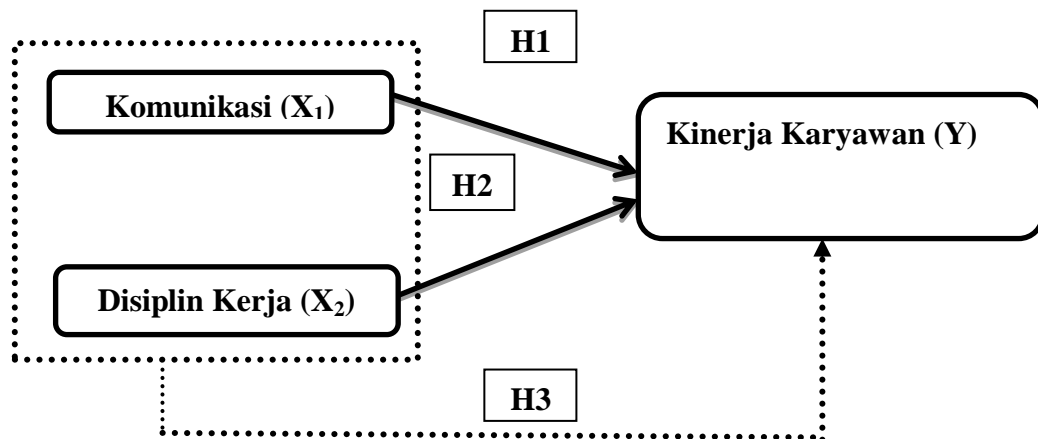 H1
Komunikasi (X₁)
Kinerja Karyawan (Y)
H2
Disiplin Kerja (X₂)
H3